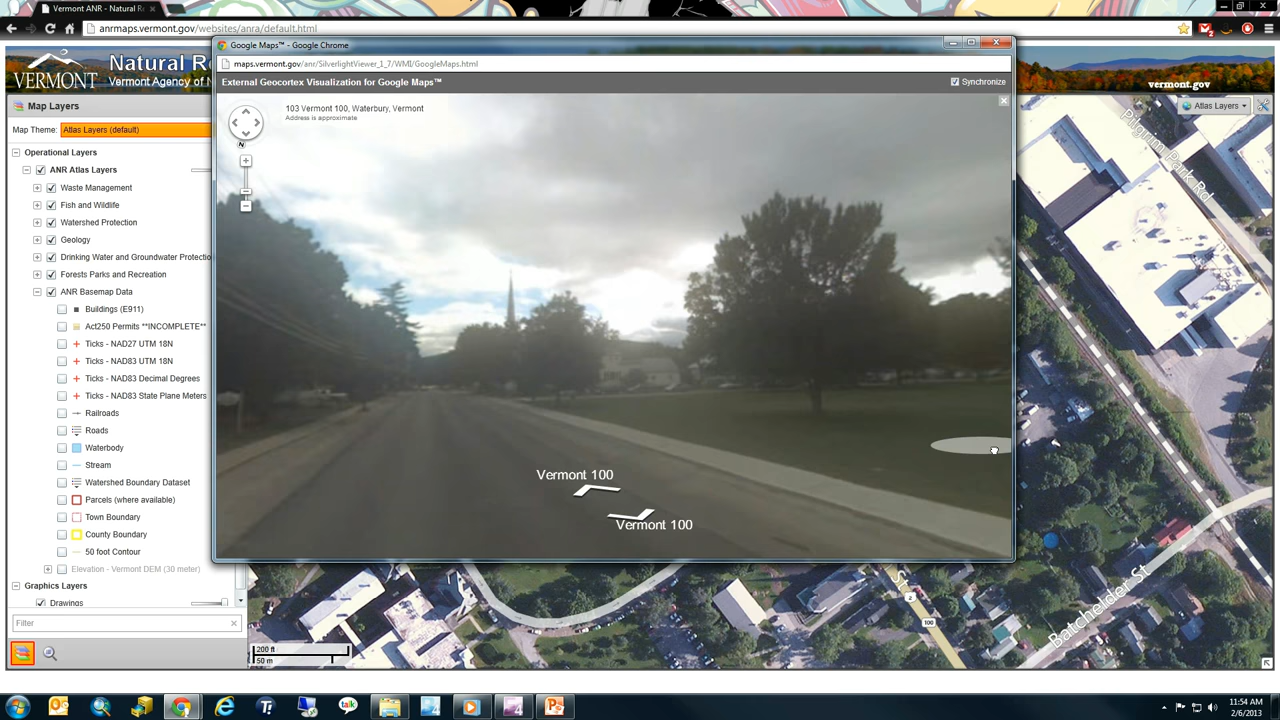 Vermont ANR - Natural R
anrmaps.vermont.gov/websites/anra/default.html
VERMONT
Natural Re
Vermont Agency of N
vermont.gov
Google Maps™ - Google Chrome
maps.vermont.gov/anr/SilverlightViewer_1_7/WMI/GoogleMaps.html
External Geocortex Visualization for Google Maps™
Synchronize
103 Vermont 100, Waterbury, Vermont
Address is approximate
N
Vermont 100
Vermont 100
Map Layers
Map Theme:
Atlas Layers (default)
Operational Layers
ANR Atlas Layers
Waste Management
Fish and Wildlife
Watershed Protection
Geology
Drinking Water and Groundwater Protectio
Forests Parks and Recreation
ANR Basemap Data
Buildings (E911)
Act250 Permits **INCOMPLETE**
Ticks - NAD27 UTM 18N
Ticks - NAD83 UTM 18N
Ticks - NAD83 Decimal Degrees
Ticks - NAD83 State Plane Meters
Railroads
Roads
Waterbody
Stream
Watershed Boundary Dataset
Parcels (where available)
Town Boundary
County Boundary
50 foot Contour
Elevation - Vermont DEM (30 meter)
Graphics Layers
Drawings
Filter
Atlas Layers
Pilgrim Park Rd
Batchelder St
St
2
100
200 ft
50 m
talk
11:54 AM
2/6/2013